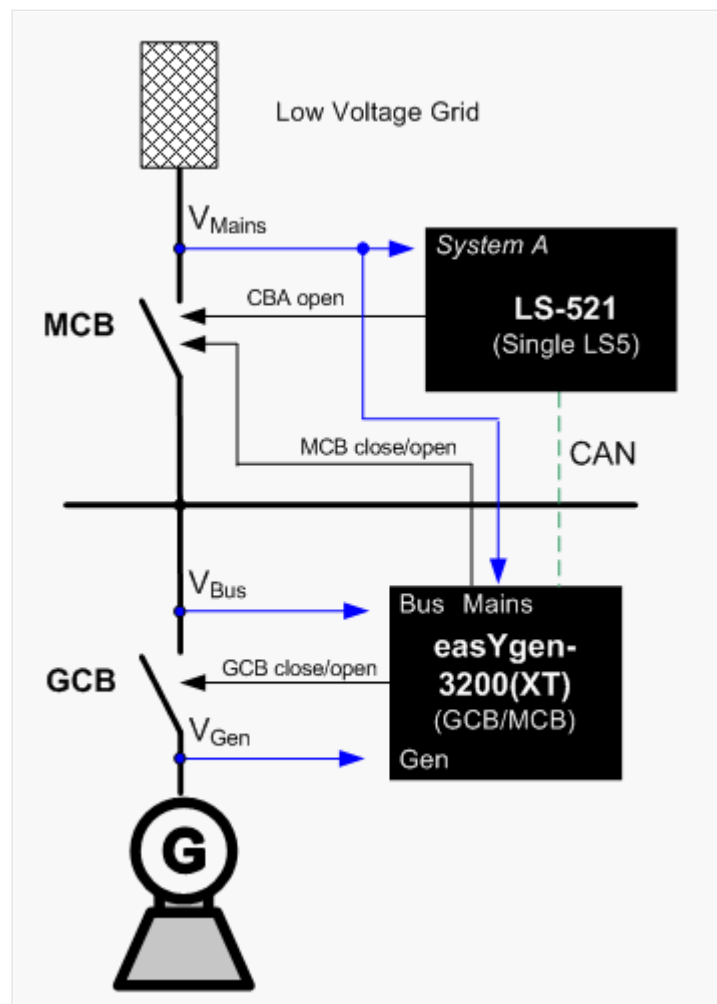 Low Voltage Grid
VMains
System A
CBA open
LS-521
(Single LS5)
MCB
MCB close/open
CAN
VBus
Bus Mains
easYgen-
3200(XT)
(GCB/MCB)
GCB close/open
GCB
VGen
Gen
G